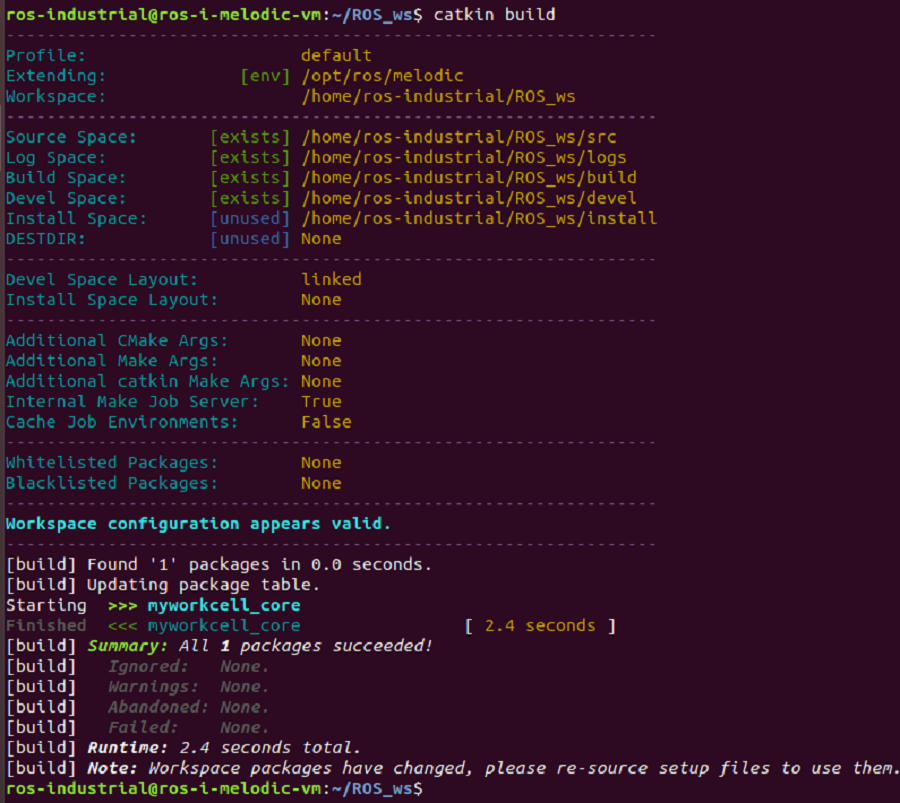 ros-industrial@ros-i-melodic-vm:~/ROS_ws$ catkin build
----------------------------------------------------------------
Profile:                     default
Extending:             [env] /opt/ros/melodic
Workspace:                   /home/ros-industrial/ROS_ws
----------------------------------------------------------------
Source Space:       [exists] /home/ros-industrial/ROS_ws/src
Log Space:          [exists] /home/ros-industrial/ROS_ws/logs
Build Space:        [exists] /home/ros-industrial/ROS_ws/build
Devel Space:        [exists] /home/ros-industrial/ROS_ws/devel
Install Space:      [unused] /home/ros-industrial/ROS_ws/install
DESTDIR:            [unused] None
----------------------------------------------------------------
Devel Space Layout:          linked
Install Space Layout:        None
----------------------------------------------------------------
Additional CMake Args:       None
Additional Make Args:        None
Additional catkin Make Args: None
Internal Make Job Server:    True
Cache Job Environments:      False
----------------------------------------------------------------
Whitelisted Packages:        None
Blacklisted Packages:        None
----------------------------------------------------------------
Workspace configuration appears valid.
----------------------------------------------------------------
[build] Found '1' packages in 0.0 seconds.
[build] Updating package table.
Starting  >>> myworkcell_core
Finished  <<< myworkcell_core                [ 2.4 seconds ]
[build] Summary: All 1 packages succeeded!
[build]   Ignored:   None.
[build]   Warnings:  None.
[build]   Abandoned: None.
[build]   Failed:    None.
[build] Runtime: 2.4 seconds total.
[build] Note: Workspace packages have changed, please re-source setup files to use them.
ros-industrial@ros-i-melodic-vm:~/ROS_ws$